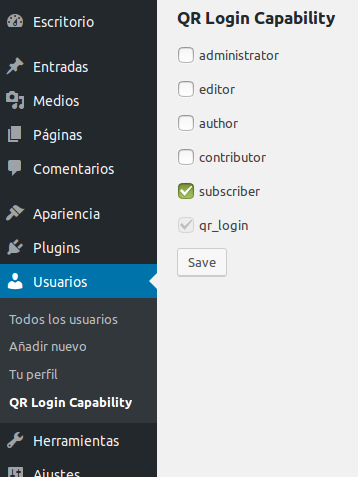 Escritorio
Entradas
Medios
Páginas
Comentarios
Apariencia
Plugins
Usuarios
Todos los usuarios
Añadir nuevo
Tu perfil
QR Login Capability
Herramientas
Ajustes
QR Login Capability
administrator
editor
author
contributor
subscriber
qr_login
Save